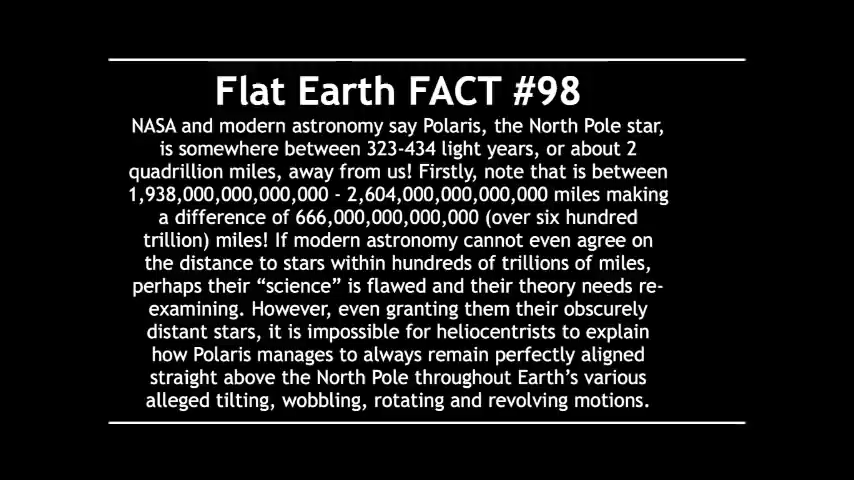 Flat Earth FACT #98
NASA and modern astronomy say Polaris, the North Pole star,
is somewhere between 323-434 light years, or about 2
quadrillion miles, away from us! Firstly, note that is between
1,938,000,000,000,000 - 2,604,000,000,000,000 miles making
a difference of 666,000,000,000,000 (over six hundred
trillion) miles! If modern astronomy cannot even agree on
the distance to stars within hundreds of trillions of miles,
perhaps their “science” is flawed and their theory needs re-
examining. However, even granting them their obscurely
distant stars, it is impossible for heliocentrists to explain
how Polaris manages to always remain perfectly aligned
straight above the North Pole throughout Earth’s various
alleged tilting, wobbling, rotating and revolving motions.